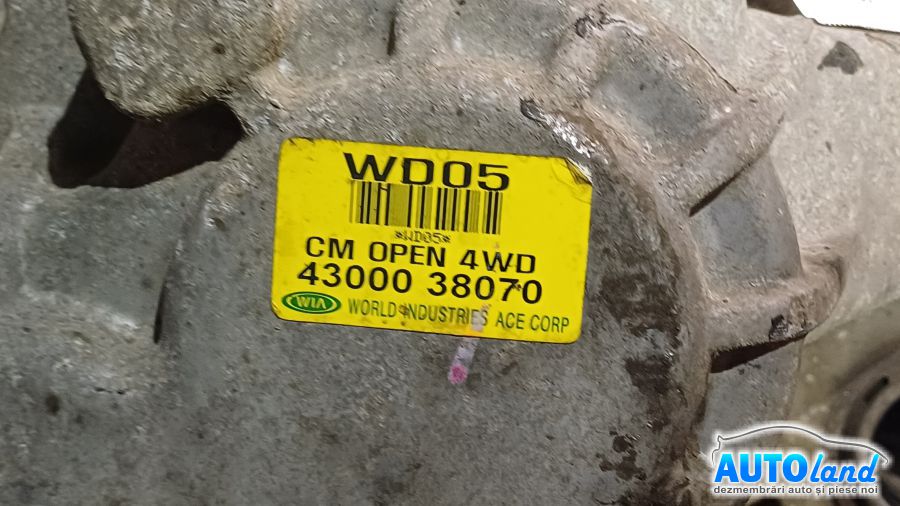 WD05
*WD05*
CM OPEN 4WD
43000 38070
WIA WORLD INDUSTRIES ACE CORP
AUTOland
dezmembrări auto și piese noi